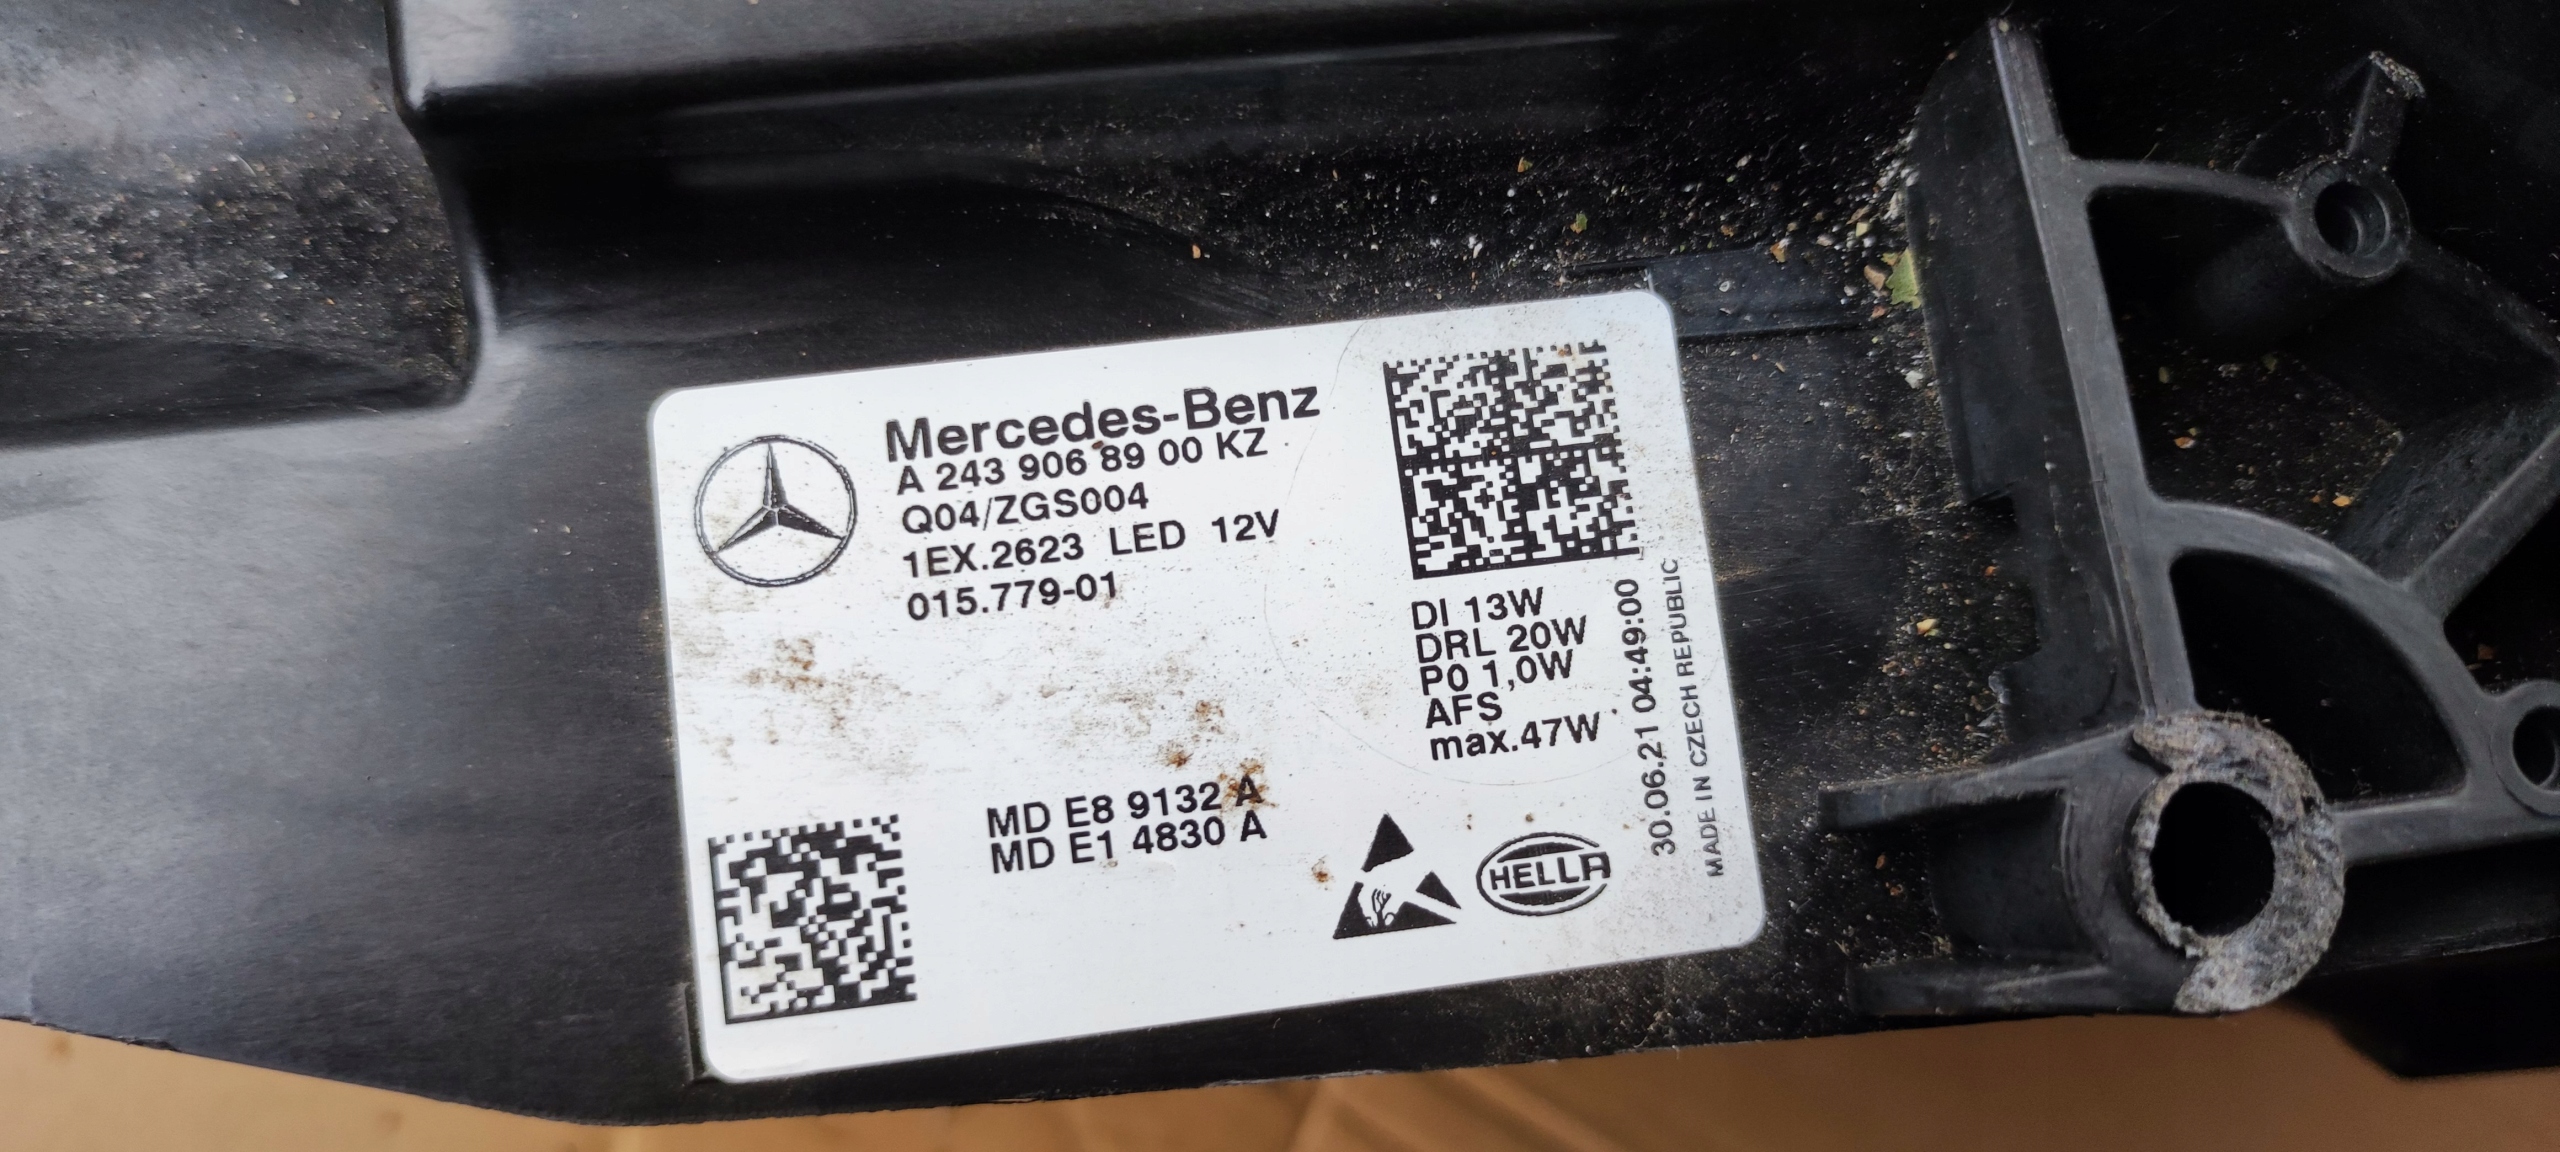 Mercedes-Benz
A 243 906 89 00 KZ
Q04/ZGS004
1EX.2623 LED 12V
015.779-01
DI 13W
DRL 20W
PO 1,0W
AFS
max.47W
MD E8 9132 A
MD E1 4830 A
HELLA
30.06.21 04:49:00
MADE IN CZECH REPUBLIC